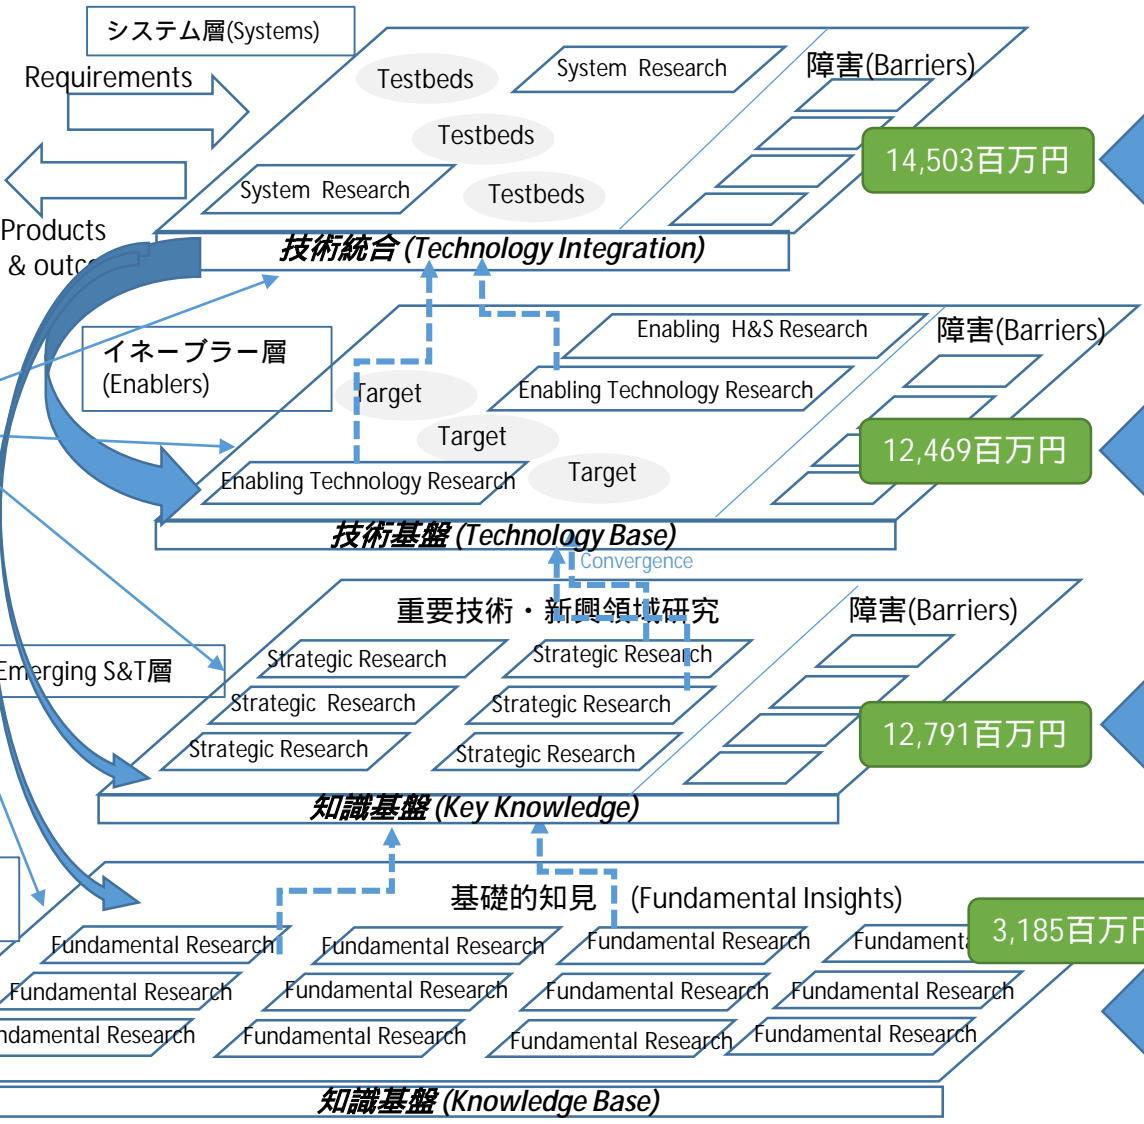 システム層(Systems)
Requirements
Testbeds
System Research
障害(Barriers)
Testbeds
14,503百万円
System Research
Testbeds
Products
& outc
技術統合 (Technology Integration)
Enabling H&S Research
障害(Barriers)
イネーブラー層
(Enablers)
Target
Enabling Technology Research
Target
12,469百万円
Enabling Technology Research
Target
技術基盤 (Technology Base)
Convergence
重要技術・新興領域研究
障害(Barriers)
Emerging S&T層
Strategic Research
Strategic Research
Strategic Research
Strategic Research
12,791百万円
Strategic Research
Strategic Research
知識基盤 (Key Knowledge)
基礎的知見 (Fundamental Insights)
Fundamental Research
Fundamental Research
Fundamental Research
Fundamenta
3,185百万円
Fundamental Research
Fundamental Research
Fundamental Research
Fundamental Research
ndamental Research
Fundamental Research
Fundamental Research
Fundamental Research
知識基盤 (Knowledge Base)